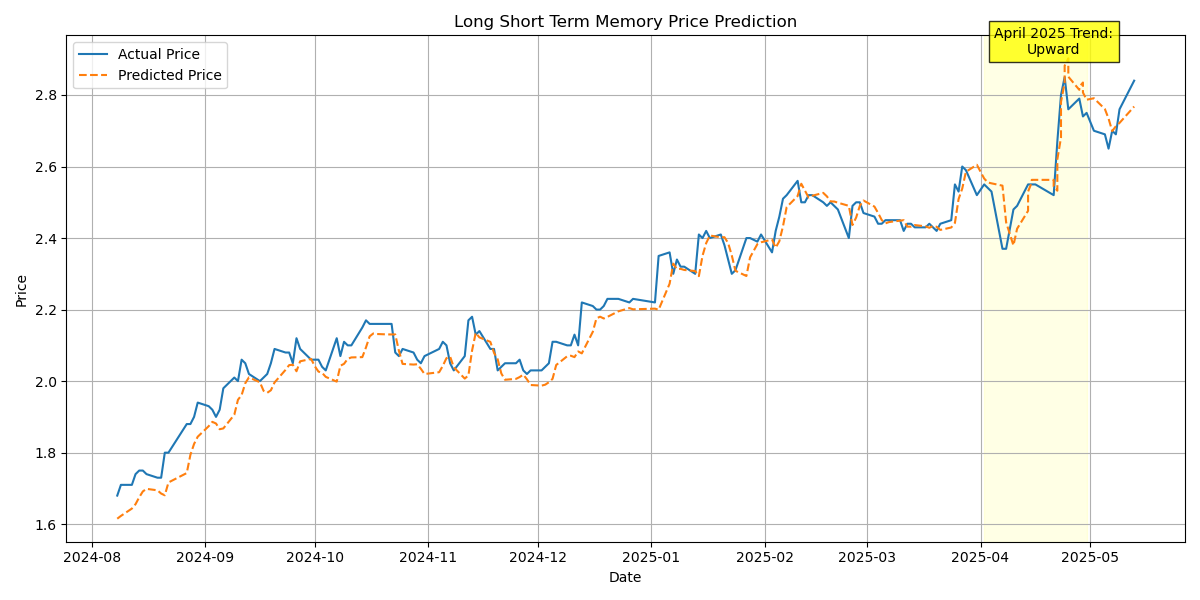 Long Short Term Memory Price Prediction
April 2025 Trend:
Upward
Actual Price
Predicted Price
Price
2.8
2.6
2.4
2.2
2.0
1.8
1.6
2024-08
2024-09
2024-10
2024-11
2024-12
2025-01
2025-02
2025-03
2025-04
2025-05
Date